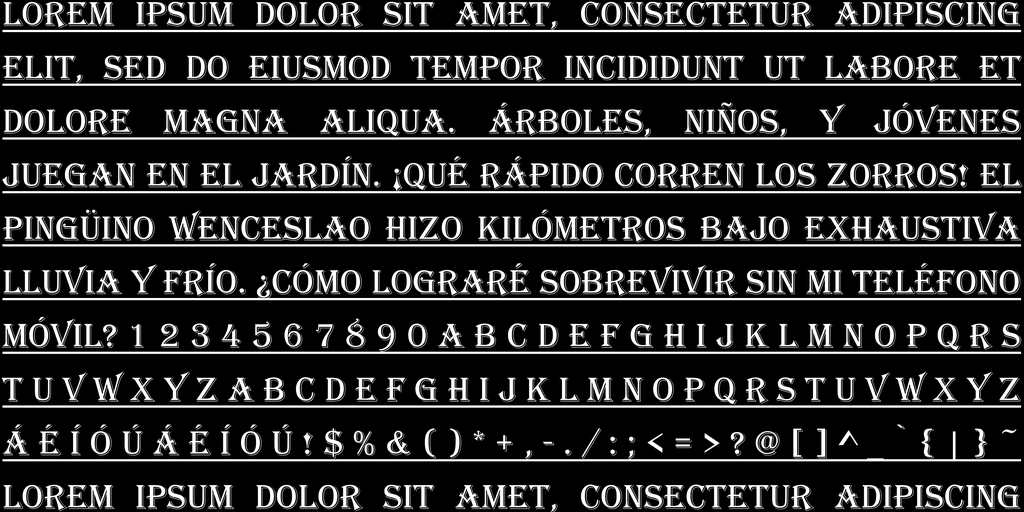 LOREM IPSUM DOLOR SIT AMET, CONSECTETUR ADIPISCING
ELIT, SED DO EIUSMOD TEMPOR INCIDIDUNT UT LABORE ET
DOLORE MAGNA ALIQUA. ÁRBOLES, NIÑOS, Y JÓVENES
JUEGAN EN EL JARDÍN. ¡QUÉ RÁPIDO CORREN LOS ZORROS! EL
PINGÜINO WENCESLAO HIZO KILÓMETROS BAJO EXHAUSTIVA
LLUVIA Y FRÍO. ¿CÓMO LOGRARÉ SOBREVIVIR SIN MI TELÉFONO
MÓVIL? 1 2 3 4 5 6 7 8 9 0 A B C D E F G H I J K L M N O P Q R S
T U V W X Y Z A B C D E F G H I J K L M N O P Q R S T U V W X Y Z
Á É Í Ó Ú Á É Í Ó Ú ! $ % & ( ) * + , - . / : ; < = > ? @ [ ] ^ _ ` { | } ~
LOREM IPSUM DOLOR SIT AMET, CONSECTETUR ADIPISCING